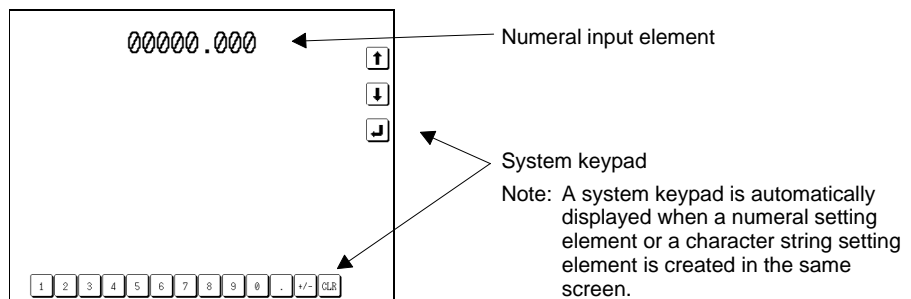 00000.000
Numeral input element
System keypad
Note: A system keypad is automatically
displayed when a numeral setting
element or a character string setting
element is created in the same
screen.
1 2 3 4 5 6 7 8 9 0 . +/- CLR